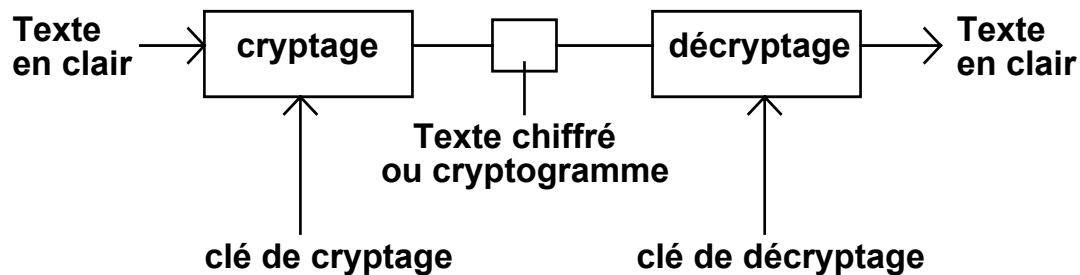 Texte
en clair
cryptage
décryptage
Texte
en clair
Texte chiffré
ou cryptogramme
clé de cryptage
clé de décryptage